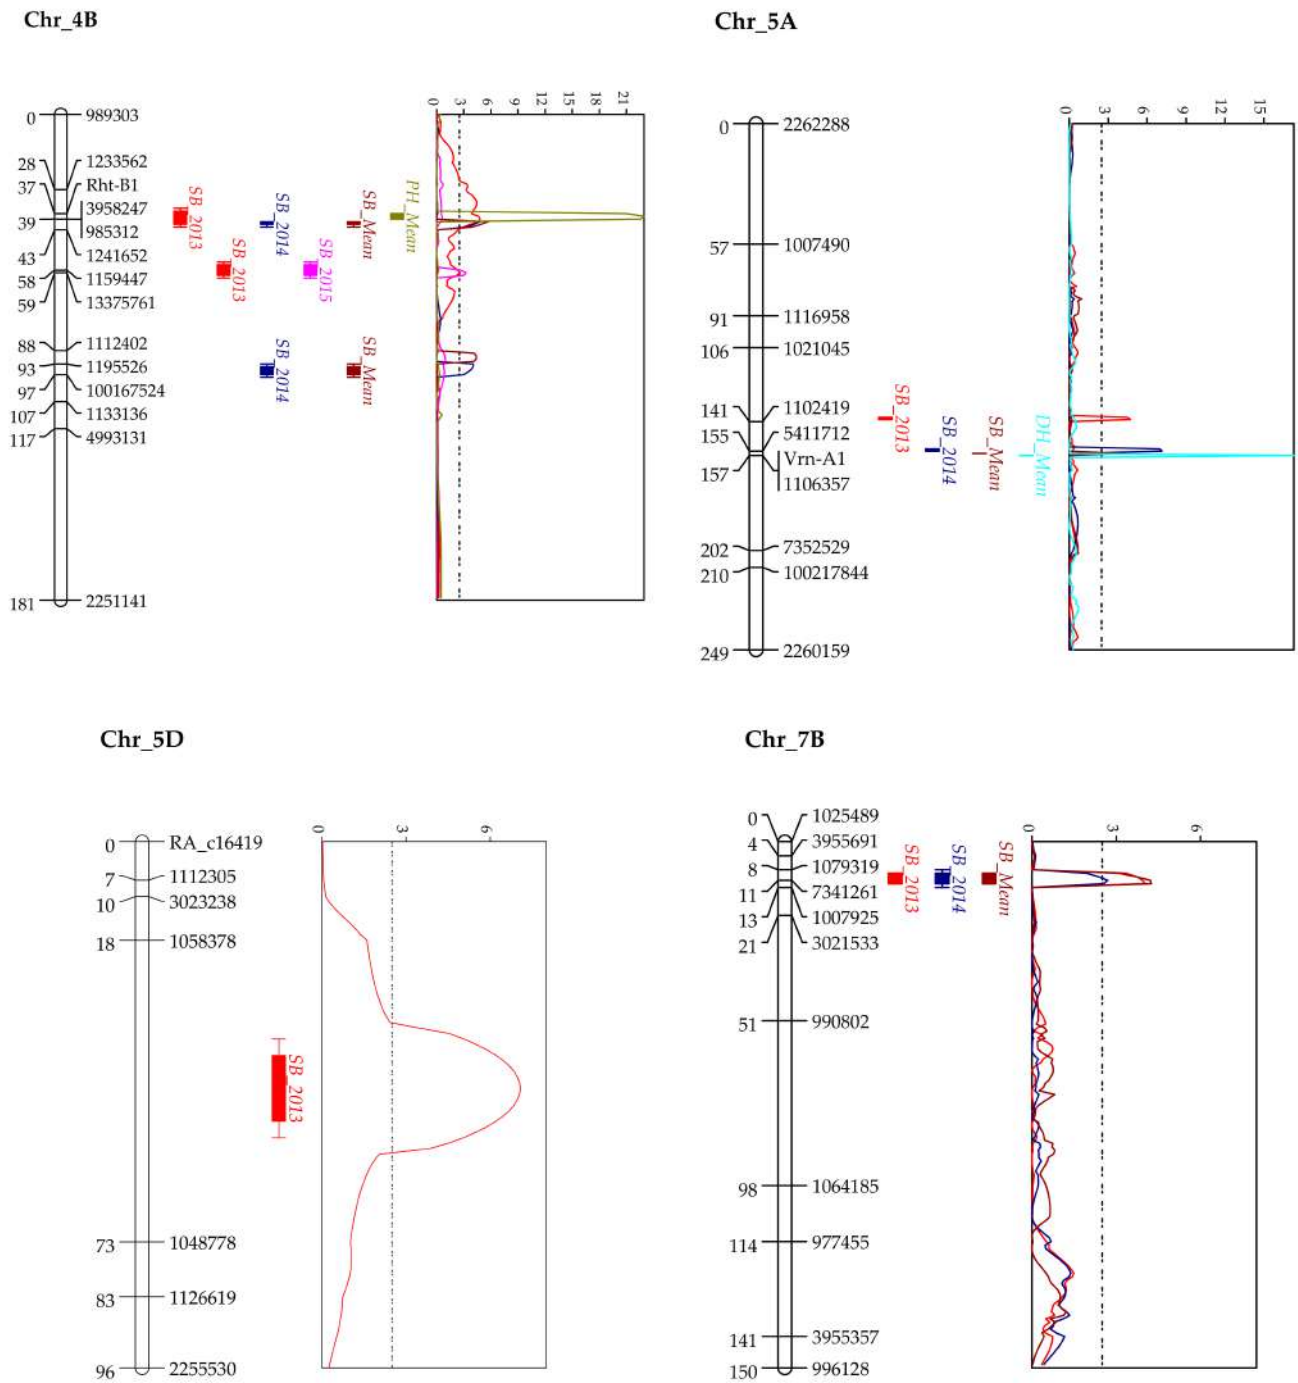 Chr_4B
0 989303
28 1233562
37 Rht-B1
3958247
39 985312
43 1241652
58 1159447
59 13375761
88 1112402
93 1195526
97 100167524
107 1133136
117 4993131
181 2251141
SB_2013
SB_2014
SB_Mean
PH_Mean
SB_2013
SB_2015
SB_2014
SB_Mean
0 3 6 9 12 15 18 21
Chr_5A
0 2262288
57 1007490
91 1116958
106 1021045
141 1102419
155 5411712
Vrn-A1
157 1106357
202 7352529
210 100217844
249 2260159
SB_2013
SB_2014
SB_Mean
DH_Mean
0 3 6 9 12 15
Chr_5D
0 RA_c16419
7 1112305
10 3023238
18 1058378
73 1048778
83 1126619
96 2255530
SB_2013
0 3 6
Chr_7B
0 1025489
4 3955691
8 1079319
11 7341261
13 1007925
21 3021533
51 990802
98 1064185
114 977455
141 3955357
150 996128
SB_2013
SB_2014
SB_Mean
0 3 6